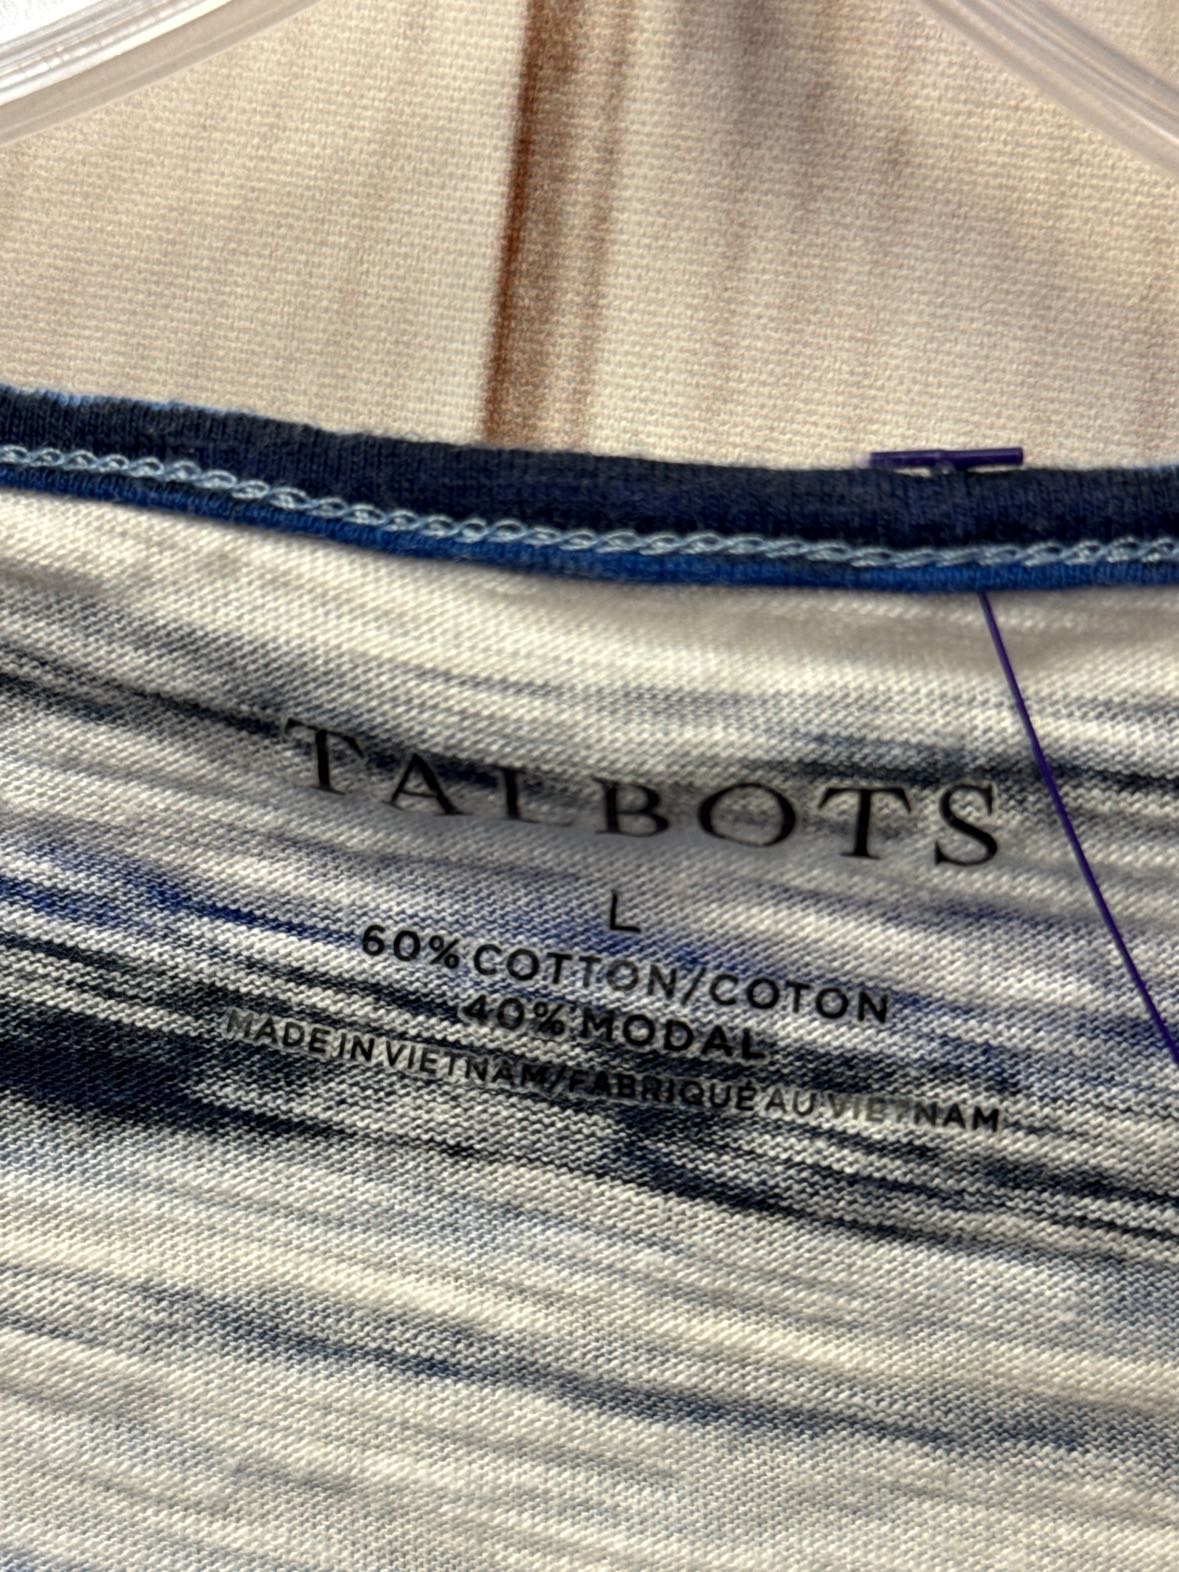 TALBOTS
L
60% COTTON/COTON
40% MODAL
MADE IN VIETNAM/FABRIQUÉ AU VIETNAM